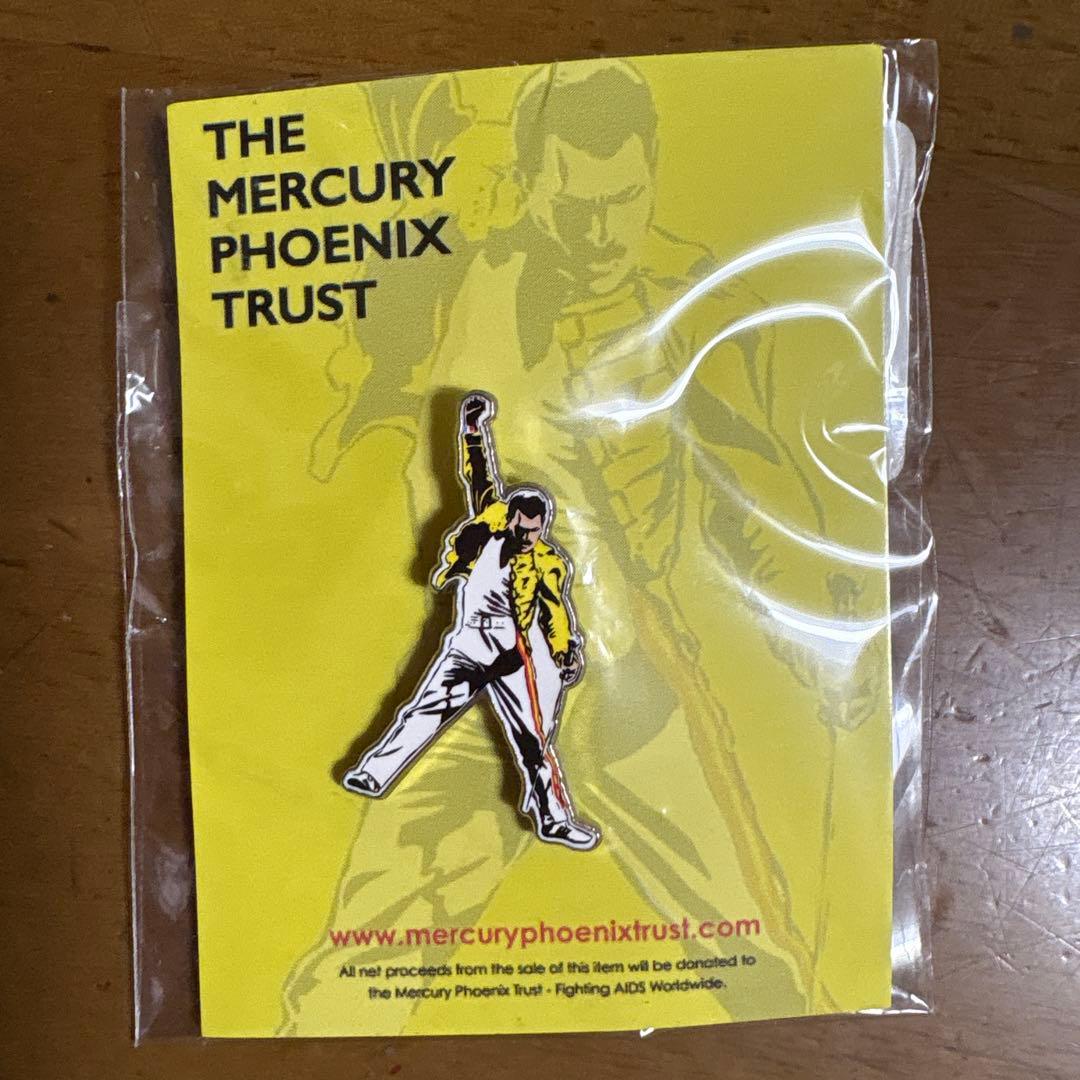 THE
MERCURY
PHOENIX
TRUST
www.mercuryphoenixtrust.com
All net proceeds from the sale of this item will be donated to
the Mercury Phoenix Trust - Fighting AIDS Worldwide.